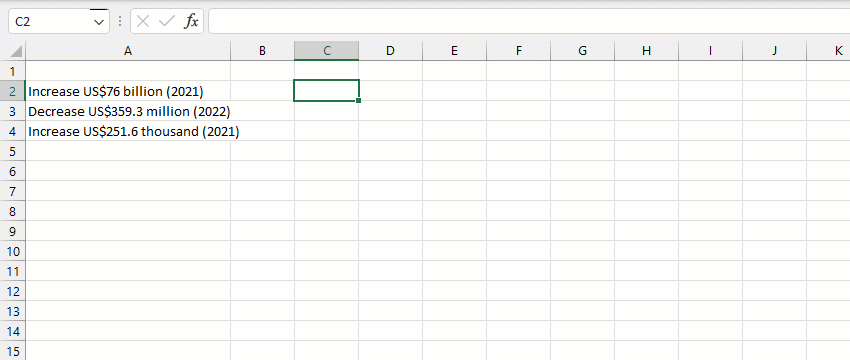 C2 fx
A B C D E F G H I J K
1
2 Increase US$76 billion (2021)
3 Decrease US$359.3 million (2022)
4 Increase US$251.6 thousand (2021)
5
6
7
8
9
10
11
12
13
14
15